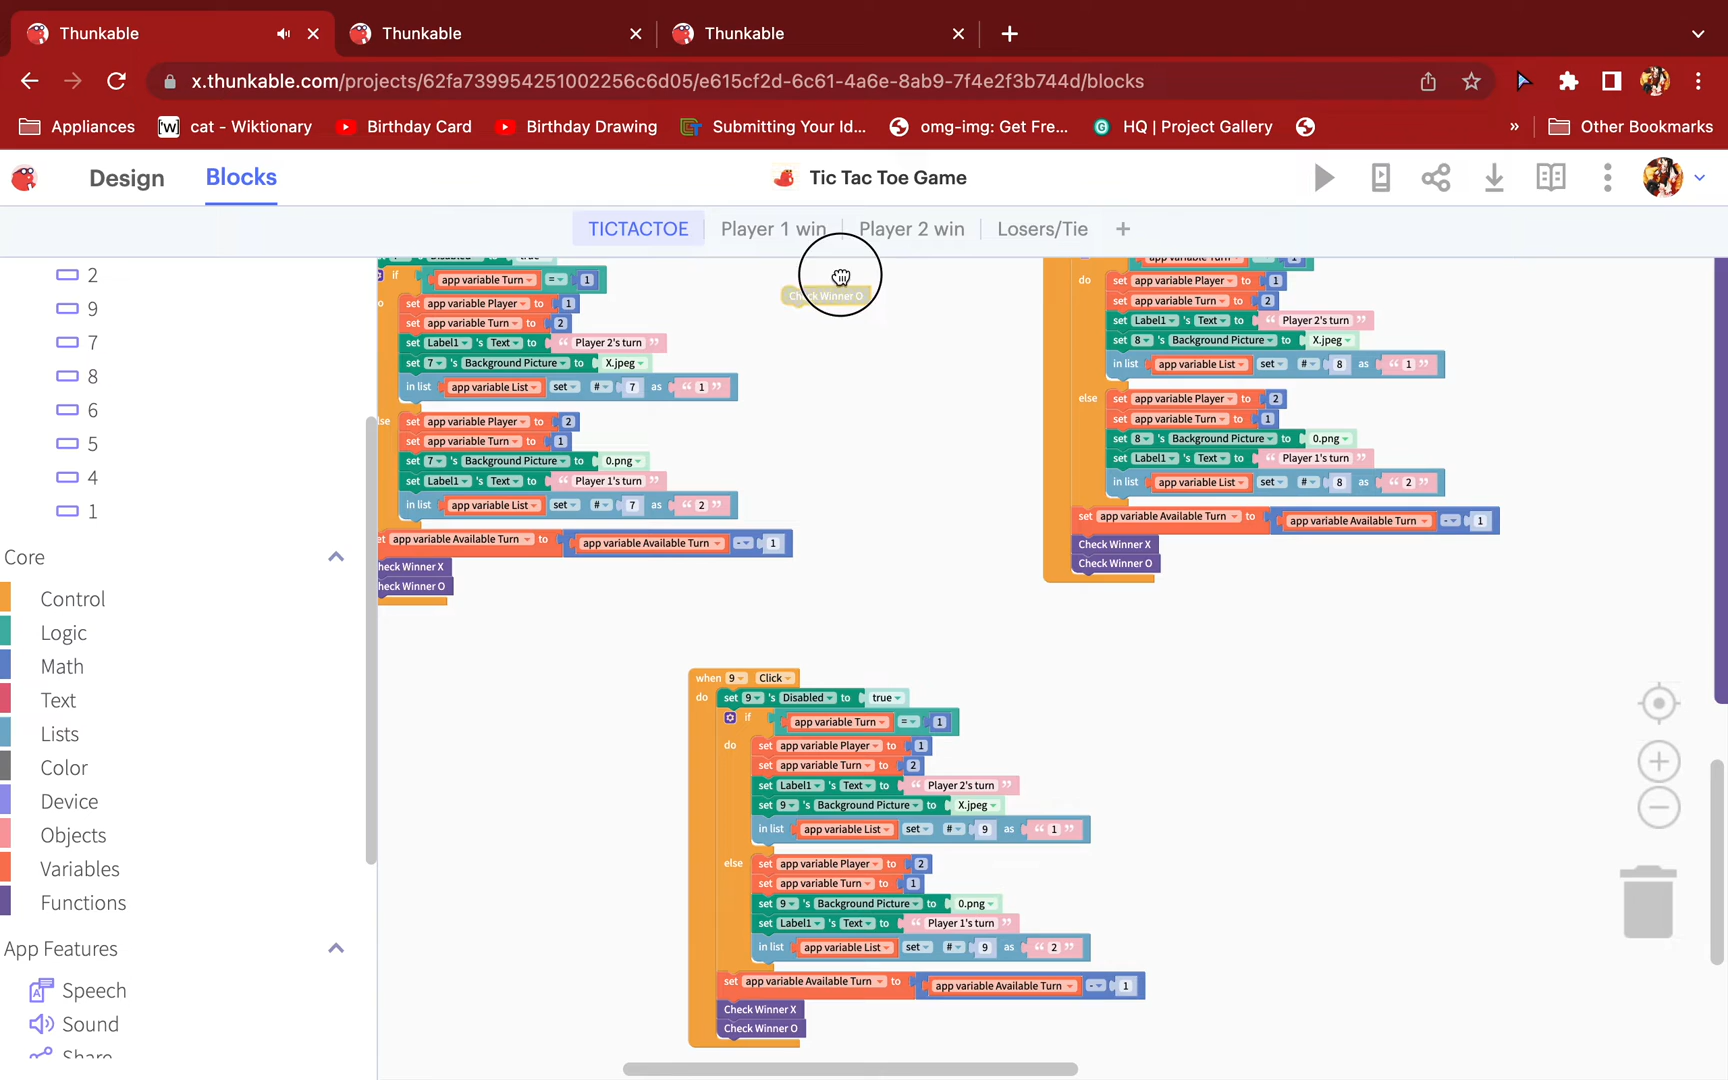 Thunkable
Thunkable
Thunkable
x.thunkable.com/projects/62fa739954251002256c6d05/e615cf2d-6c61-4a6e-8ab9-7f4e2f3b744d/blocks
Appliances
cat - Wiktionary
Birthday Card
Birthday Drawing
Submitting Your Id...
omg-img: Get Fre...
HQ | Project Gallery
»
Other Bookmarks
Design
Blocks
Tic Tac Toe Game
TICTACTOE
Player 1 win
Player 2 win
Losers/Tie
2
9
7
8
6
5
4
1
Core
Control
Logic
Math
Text
Lists
Color
Device
Objects
Variables
Functions
App Features
Speech
Sound
Share
if app variable Turn = 1
set app variable Player to 1
set app variable Turn to 2
set Label1 's Text to “ Player 2's turn ”
set 7 's Background Picture to X.jpeg
in list app variable List set # 7 as “ 1 ”
set app variable Player to 2
set app variable Turn to 1
set 7 's Background Picture to 0.png
set Label1 's Text to “ Player 1's turn ”
in list app variable List set # 7 as “ 2 ”
app variable Available Turn to app variable Available Turn - 1
heck Winner X
heck Winner O
Check Winner O
do set app variable Player to 1
set app variable Turn to 2
set Label1 's Text to “ Player 2's turn ”
set 8 's Background Picture to X.jpeg
in list app variable List set # 8 as “ 1 ”
else set app variable Player to 2
set app variable Turn to 1
set 8 's Background Picture to 0.png
set Label1 's Text to “ Player 1's turn ”
in list app variable List set # 8 as “ 2 ”
set app variable Available Turn to app variable Available Turn - 1
Check Winner X
Check Winner O
when 9 Click
do set 9 's Disabled to true
if app variable Turn = 1
do set app variable Player to 1
set app variable Turn to 2
set Label1 's Text to “ Player 2's turn ”
set 9 's Background Picture to X.jpeg
in list app variable List set # 9 as “ 1 ”
else set app variable Player to 2
set app variable Turn to 1
set 9 's Background Picture to 0.png
set Label1 's Text to “ Player 1's turn ”
in list app variable List set # 9 as “ 2 ”
set app variable Available Turn to app variable Available Turn - 1
Check Winner X
Check Winner O